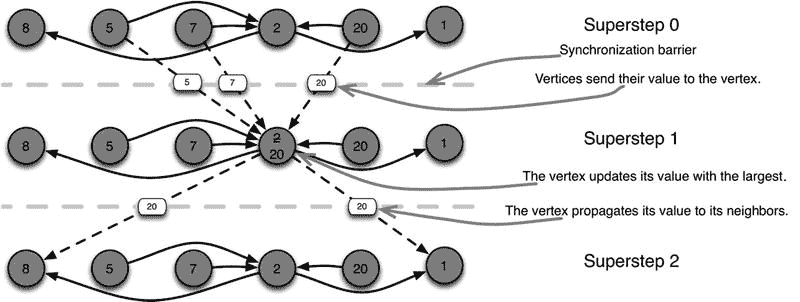 8 5 7 2 20 1 Superstep 0
Synchronization barrier
5 7 20 Vertices send their value to the vertex.
8 5 7 2 20 1 Superstep 1
20
The vertex updates its value with the largest.
20 20 The vertex propagates its value to its neighbors.
8 5 7 2 20 1 Superstep 2